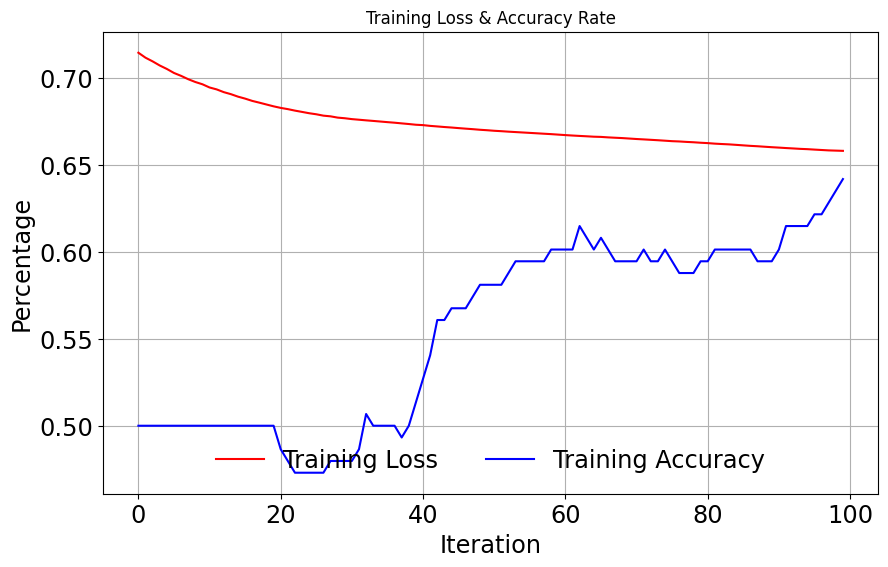 Training Loss & Accuracy Rate
0.70
0.65
0.60
0.55
0.50
Percentage
Training Loss
Training Accuracy
0 20 40 60 80 100
Iteration